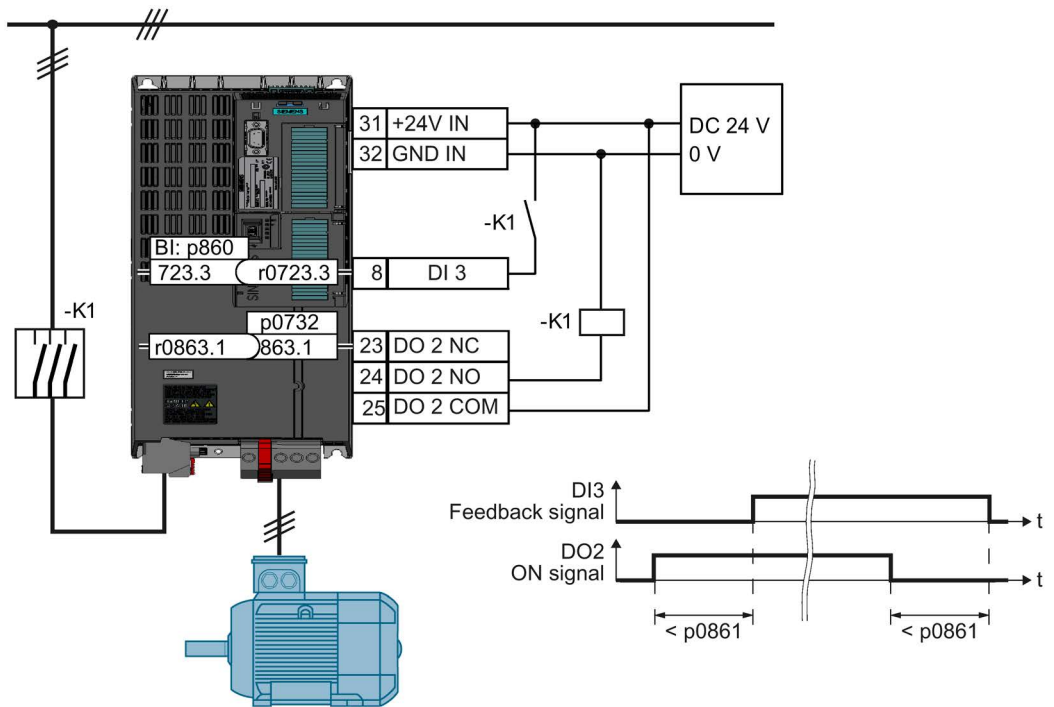 31 +24V IN
32 GND IN
DC 24 V
0 V
SIEMENS
-K1
BI: p860
723.3 r0723.3
8 DI 3
-K1
-K1
p0732
r0863.1 863.1
23 DO 2 NC
24 DO 2 NO
25 DO 2 COM
DI3
Feedback signal
t
DO2
ON signal
t
< p0861
< p0861